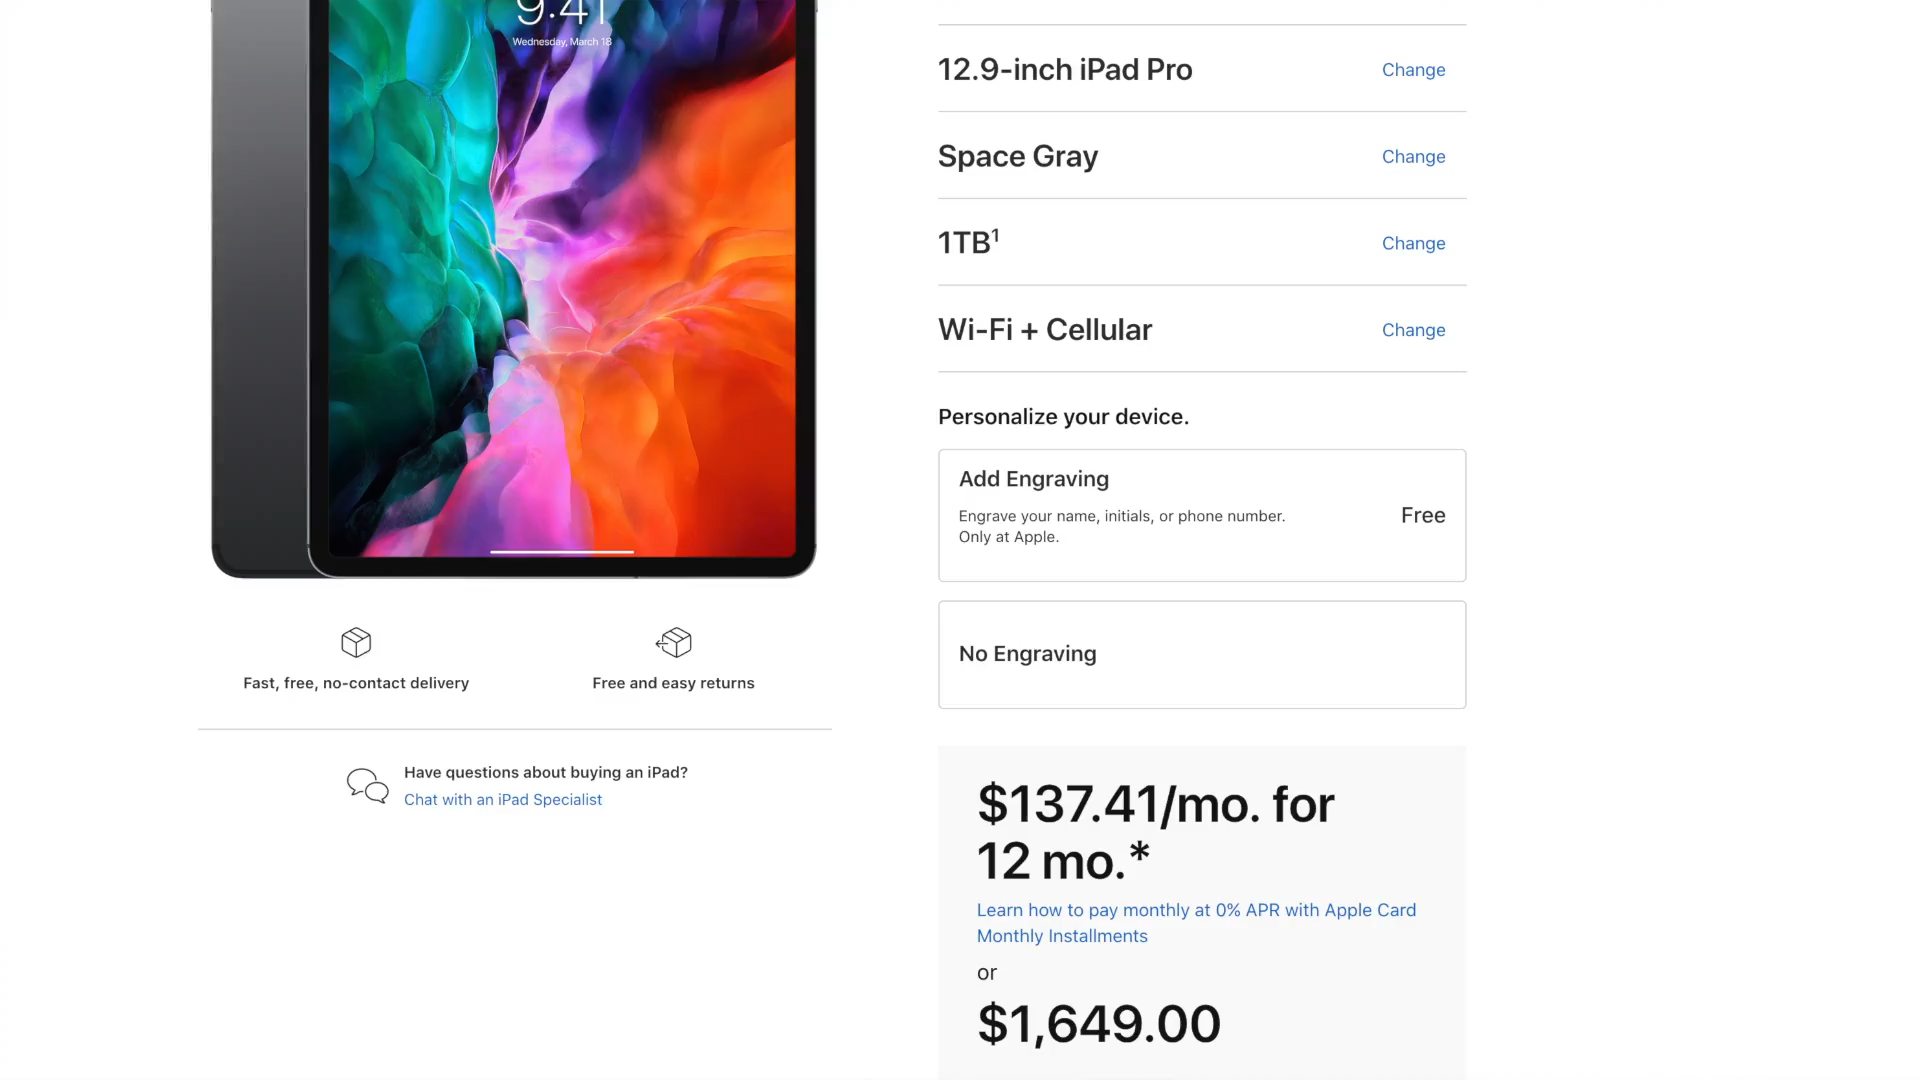 9:41
Wednesday, March 18
12.9-inch iPad Pro
Change
Space Gray
Change
1TB¹
Change
Wi-Fi + Cellular
Change
Personalize your device.
Add Engraving
Engrave your name, initials, or phone number.
Only at Apple.
Free
No Engraving
Fast, free, no-contact delivery
Free and easy returns
Have questions about buying an iPad?
Chat with an iPad Specialist
$137.41/mo. for
12 mo.*
Learn how to pay monthly at 0% APR with Apple Card
Monthly Installments
or
$1,649.00